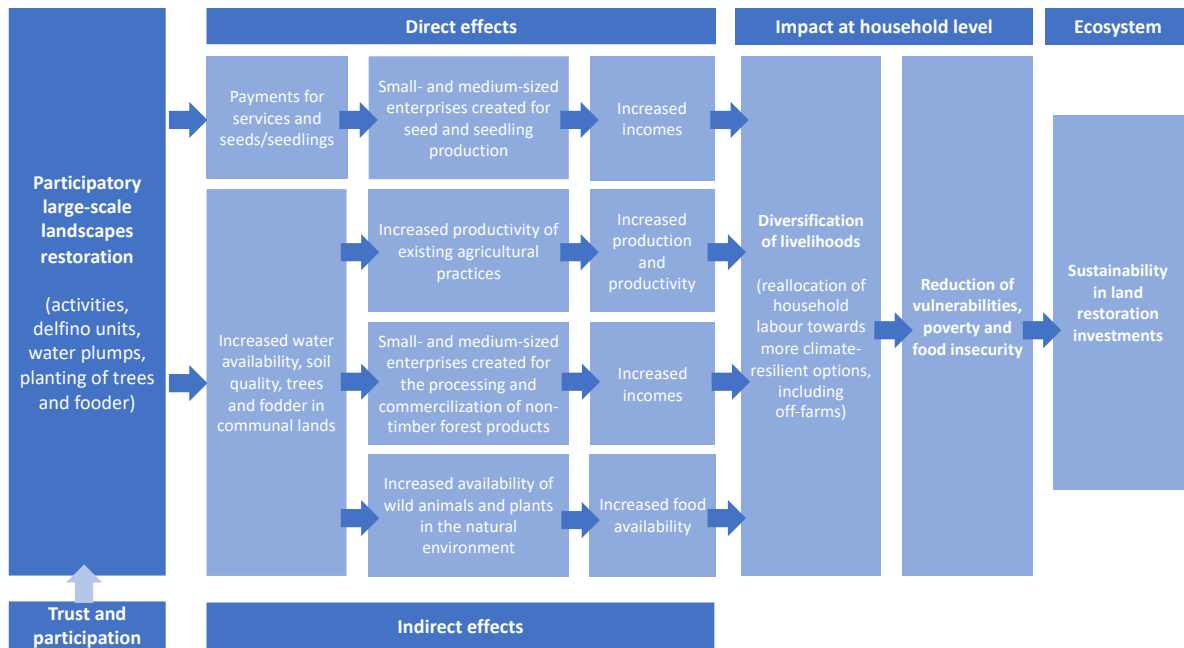 Direct effects
Impact at household level
Ecosystem
Participatory
large-scale
landscapes
restoration
(activities,
delfino units,
water plumps,
planting of trees
and fooder)
Payments for
services and
seeds/seedlings
Small- and medium-sized
enterprises created for
seed and seedling
production
Increased
incomes
Increased water
availability, soil
quality, trees
and fodder in
communal lands
Increased productivity of
existing agricultural
practices
Increased
production
and
productivity
Small- and medium-sized
enterprises created for
the processing and
commercilization of non-
timber forest products
Increased
incomes
Increased availability of
wild animals and plants
in the natural
environment
Increased food
availability
Diversification
of livelihoods
(reallocation of
household
labour towards
more climate-
resilient options,
including
off-farms)
Reduction of
vulnerabilities,
poverty and
food insecurity
Sustainability
in land
restoration
investments
Trust and
participation
Indirect effects